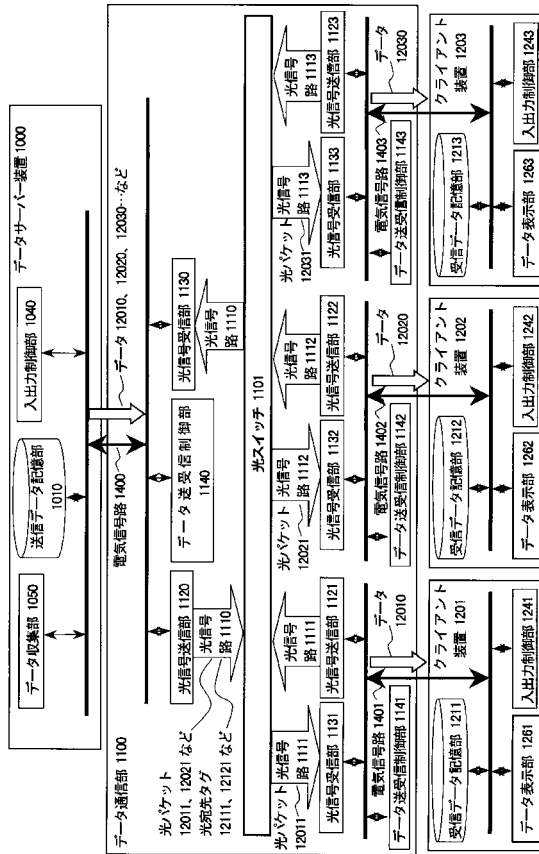 データサーバー装置 1000
データ収集部 1050
送信データ記憶部
1010
入出力制御部 1040
電気信号路 1400
データ 12010、12020、12030…など
データ通信部 1100
光信号送信部 1120
データ送受信制御部
1140
光信号受信部 1130
光パケット
12011、12021 など
光宛先タグ
12111、12121 など
光信号
路 1110
光信号
路 1110
光スイッチ 1101
光パケット
12011
光信号
路 1111
光信号
路 1111
光パケット
12021
光信号
路 1112
光信号
路 1112
光パケット
12031
光信号
路 1113
光信号
路 1113
光信号受信部 1131
光信号送信部 1121
光信号受信部 1132
光信号送信部 1122
光信号受信部 1133
光信号送信部 1123
電気信号路 1401
データ送受信制御部 1141
データ
12010
電気信号路 1402
データ送受信制御部 1142
データ
12020
電気信号路 1403
データ送受信制御部 1143
データ
12030
クライアント
装置 1201
受信データ記憶部 1211
データ表示部 1261
入出力制御部 1241
クライアント
装置 1202
受信データ記憶部 1212
データ表示部 1262
入出力制御部 1242
クライアント
装置 1203
受信データ記憶部 1213
データ表示部 1263
入出力制御部 1243